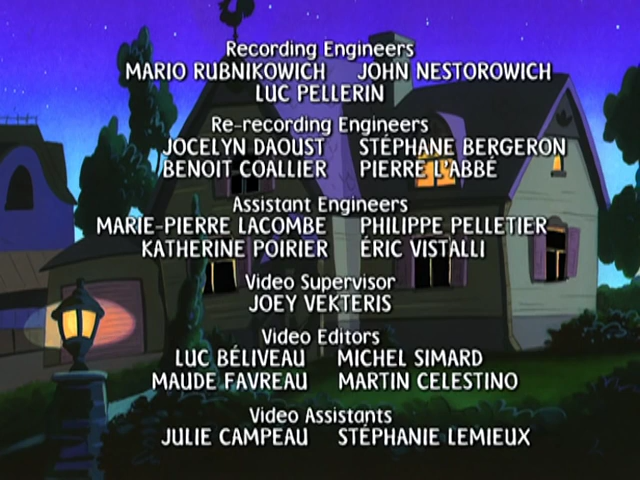 Recording Engineers
MARIO RUBNIKOWICH JOHN NESTOROWICH
LUC PELLERIN
Re-recording Engineers
JOCELYN DAOUST STÉPHANE BERGERON
BENOIT COALLIER PIERRE L'ABBÉ
Assistant Engineers
MARIE-PIERRE LACOMBE PHILIPPE PELLETIER
KATHERINE POIRIER ÉRIC VISTALLI
Video Supervisor
JOEY VEKTERIS
Video Editors
LUC BÉLIVEAU MICHEL SIMARD
MAUDE FAVREAU MARTIN CELESTINO
Video Assistants
JULIE CAMPEAU STÉPHANIE LEMIEUX